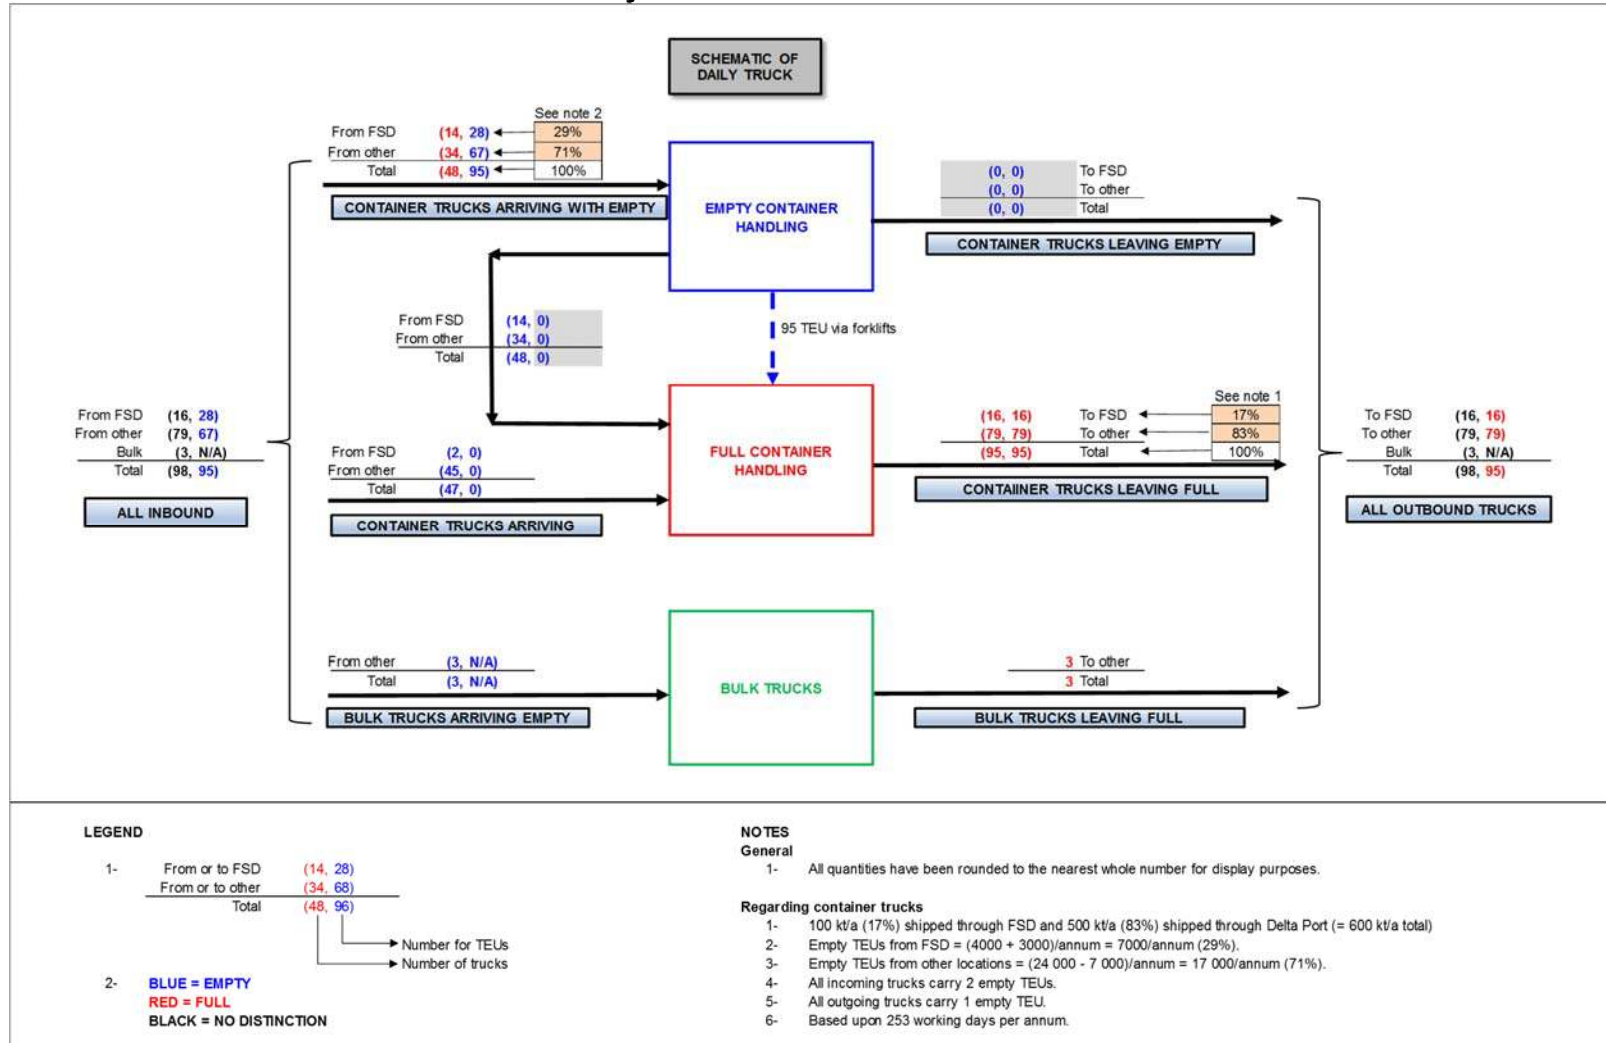 SCHEMATIC OF
DAILY TRUCK
See note 2
From FSD (14, 28) 29%
From other (34, 67) 71%
Total (48, 95) 100%
CONTAINER TRUCKS ARRIVING WITH EMPTY
EMPTY CONTAINER
HANDLING
(0, 0) To FSD
(0, 0) To other
(0, 0) Total
CONTAINER TRUCKS LEAVING EMPTY
From FSD (14, 0)
From other (34, 0)
Total (48, 0)
95 TEU via forklifts
From FSD (16, 28)
From other (79, 67)
Bulk (3, N/A)
Total (98, 95)
ALL INBOUND
From FSD (2, 0)
From other (45, 0)
Total (47, 0)
CONTAINER TRUCKS ARRIVING
FULL CONTAINER
HANDLING
See note 1
(16, 16) To FSD 17%
(79, 79) To other 83%
(95, 95) Total 100%
CONTAIINER TRUCKS LEAVING FULL
To FSD (16, 16)
To other (79, 79)
Bulk (3, N/A)
Total (98, 95)
ALL OUTBOUND TRUCKS
From other (3, N/A)
Total (3, N/A)
BULK TRUCKS ARRIVING EMPTY
BULK TRUCKS
3 To other
3 Total
BULK TRUCKS LEAVING FULL
LEGEND
1- From or to FSD (14, 28)
From or to other (34, 68)
Total (48, 96)
Number for TEUs
Number of trucks
2- BLUE = EMPTY
RED = FULL
BLACK = NO DISTINCTION
NOTES
General
1- All quantities have been rounded to the nearest whole number for display purposes.
Regarding container trucks
1- 100 kt/a (17%) shipped through FSD and 500 kt/a (83%) shipped through Delta Port (= 600 kt/a total)
2- Empty TEUs from FSD = (4000 + 3000)/annum = 7000/annum (29%).
3- Empty TEUs from other locations = (24 000 - 7 000)/annum = 17 000/annum (71%).
4- All incoming trucks carry 2 empty TEUs.
5- All outgoing trucks carry 1 empty TEU.
6- Based upon 253 working days per annum.